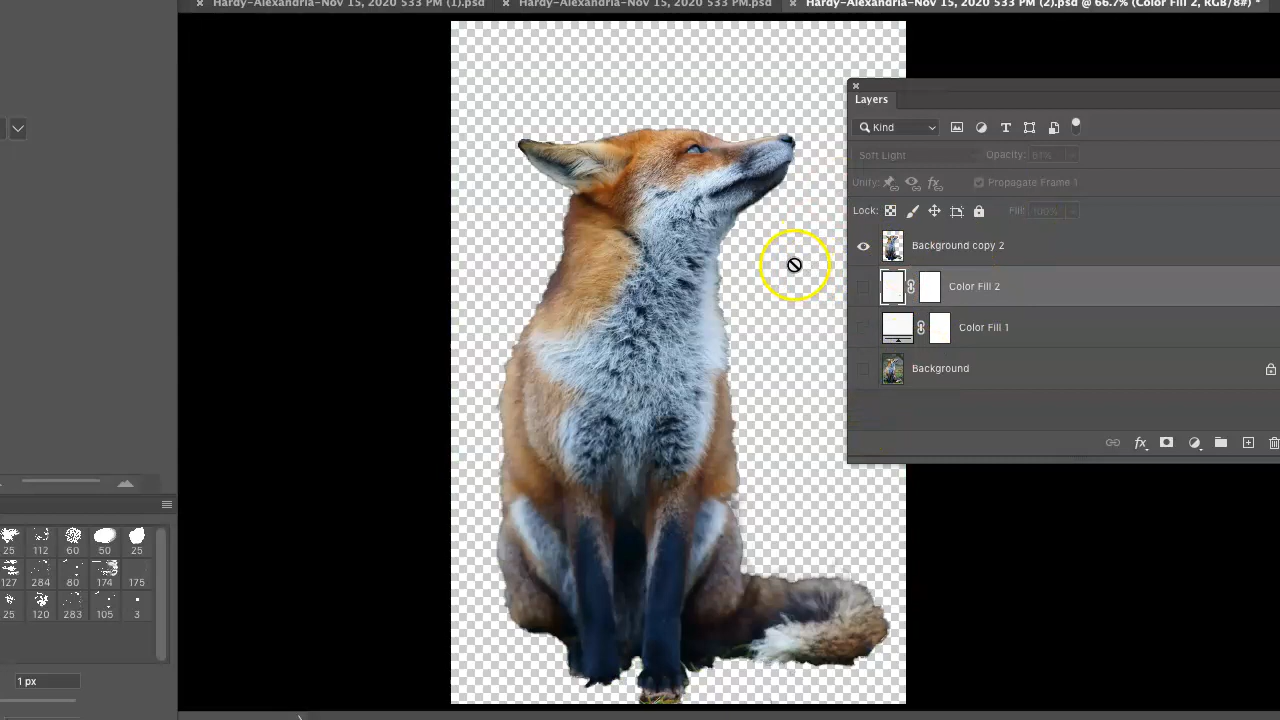 Hardy-Alexandria-Nov 15, 2020 533 PM (1).psd
Hardy-Alexandria-Nov 15, 2020 533 PM.psd
Hardy-Alexandria-Nov 15, 2020 533 PM (2).psd @ 66.7% (Color Fill 2, RGB/8#) *
Layers
Kind
Soft Light
Opacity: 81%
Unify:
Propagate Frame 1
Lock:
Fill: 100%
Background copy 2
Color Fill 2
Color Fill 1
Background
fx
25 112 60 50 25
127 284 80 174 175
25 120 283 105 3
1 px